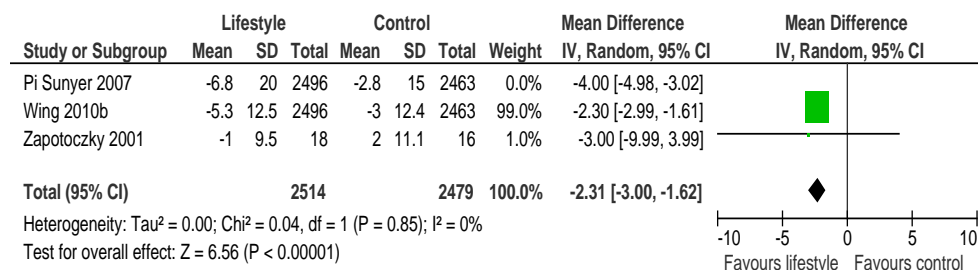 Lifestyle Control Mean Difference Mean Difference
Study or Subgroup Mean SD Total Mean SD Total Weight IV, Random, 95% CI IV, Random, 95% CI
Pi Sunyer 2007 -6.8 20 2496 -2.8 15 2463 0.0% -4.00 [-4.98, -3.02]
Wing 2010b -5.3 12.5 2496 -3 12.4 2463 99.0% -2.30 [-2.99, -1.61]
Zapotoczky 2001 -1 9.5 18 2 11.1 16 1.0% -3.00 [-9.99, 3.99]
Total (95% CI) 2514 2479 100.0% -2.31 [-3.00, -1.62]
Heterogeneity: Tau² = 0.00; Chi² = 0.04, df = 1 (P = 0.85); I² = 0%
Test for overall effect: Z = 6.56 (P < 0.00001)
-10 -5 0 5 10
Favours lifestyle Favours control